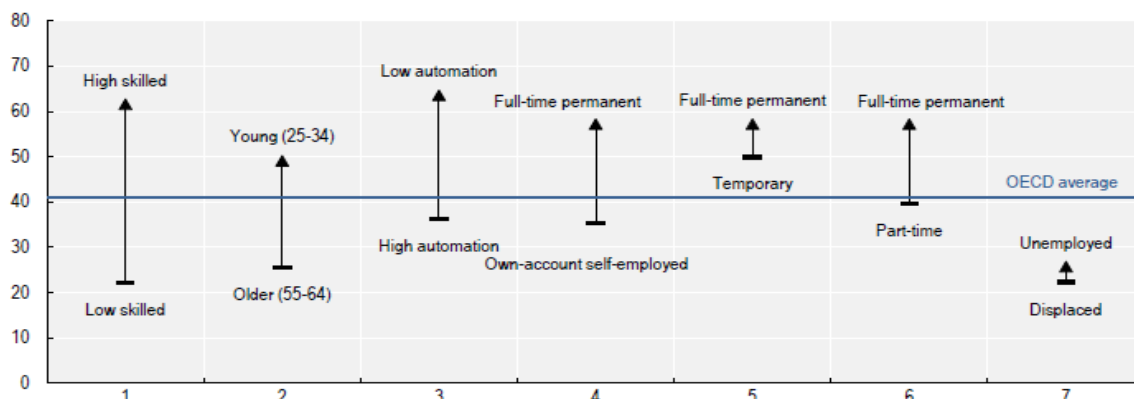 80
70
60
50
40
30
20
10
0
High skilled
Low skilled
Young (25-34)
Older (55-64)
Low automation
High automation
Full-time permanent
Own-account self-employed
Full-time permanent
Temporary
Full-time permanent
Part-time
OECD average
Unemployed
Displaced
1 2 3 4 5 6 7